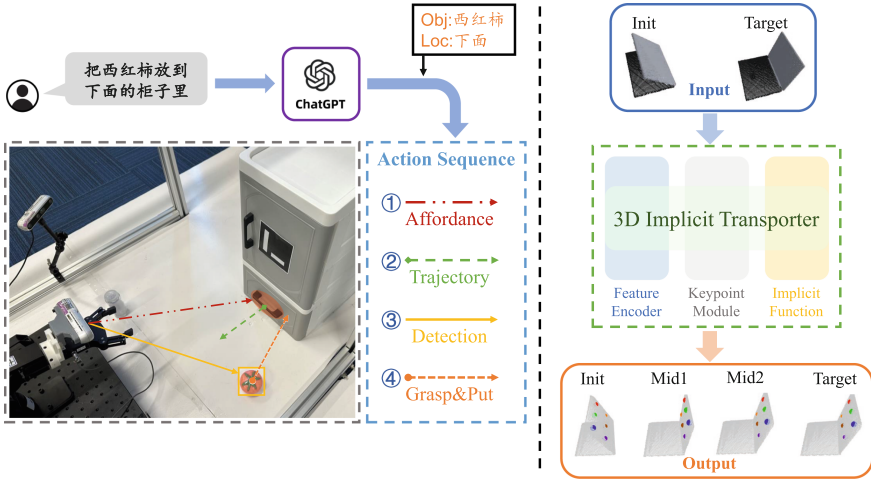 把西红柿放到
下面的柜子里
ChatGPT
Obj:西红柿
Loc:下面
Action Sequence
① Affordance
② Trajectory
③ Detection
④ Grasp&Put
Init Target
Input
3D Implicit Transporter
Feature Encoder
Keypoint Module
Implicit Function
Init Mid1 Mid2 Target
Output